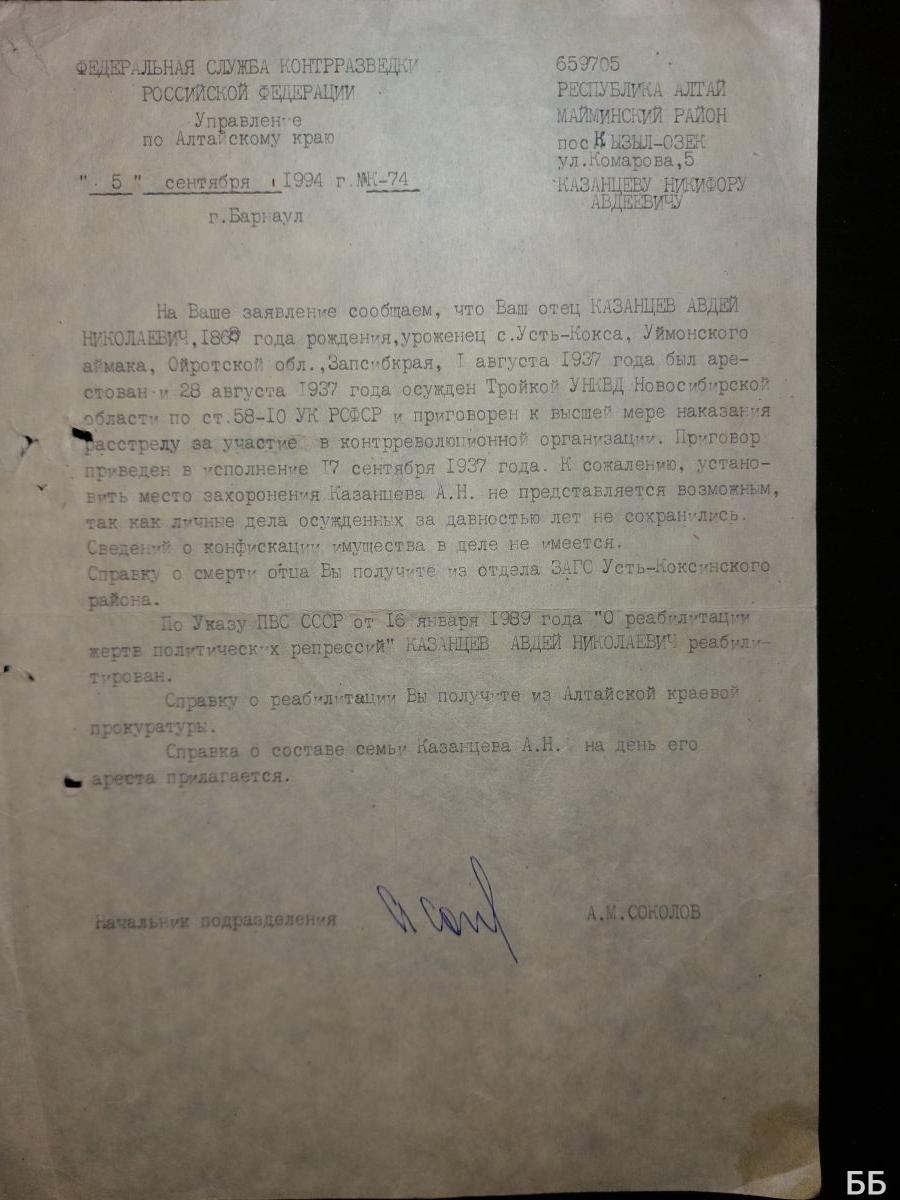 ФЕДЕРАЛЬНАЯ СЛУЖБА КОНТРРАЗВЕДКИ
РОССИЙСКОЙ ФЕДЕРАЦИИ
Управление
по Алтайскому краю
" 5 " сентября 1994 г.№К-74
г.Барнаул
659705
РЕСПУБЛИКА АЛТАЙ
МАЙМИНСКИЙ РАЙОН
пос КЫЗЫЛ-ОЗЕК
ул.Комарова,5
КАЗАНЦЕВУ НИКИФОРУ
АВДЕЕВИЧУ
На Ваше заявление сообщаем, что Ваш отец КАЗАНЦЕВ АВДЕЙ
НИКОЛАЕВИЧ,1868 года рождения,уроженец с.Усть-Кокса, Уймонского
аймака, Ойротской обл.,Запсибкрая, I августа 1937 года был аре-
стован и 28 августа 1937 года осужден Тройкой УНКВД Новосибирской
области по ст.58-10 УК РСФСР и приговорен к высшей мере наказания
расстрелу за участие в контрреволюционной организации. Приговор
приведен в исполнение I7 сентября 1937 года. К сожалению, устано-
вить место захоронения Казанцева А.Н. не представляется возможным,
так как личные дела осужденных за давностью лет не сохранились.
Сведений о конфискации имущества в деле не имеется.
Справку о смерти отца Вы получите из отдела ЗАГС Усть-Коксинского
района.
По Указу ПВС СССР от 16 января 1989 года "О реабилитации
жертв политических репрессий" КАЗАНЦЕВ АВДЕЙ НИКОЛАЕВИЧ реабили-
тирован.
Справку о реабилитации Вы получите из Алтайской краевой
прокуратуры.
Справка о составе семьи Казанцева А.Н. на день его
ареста прилагается.
Начальник подразделения
А.М.СОКОЛОВ
ББ